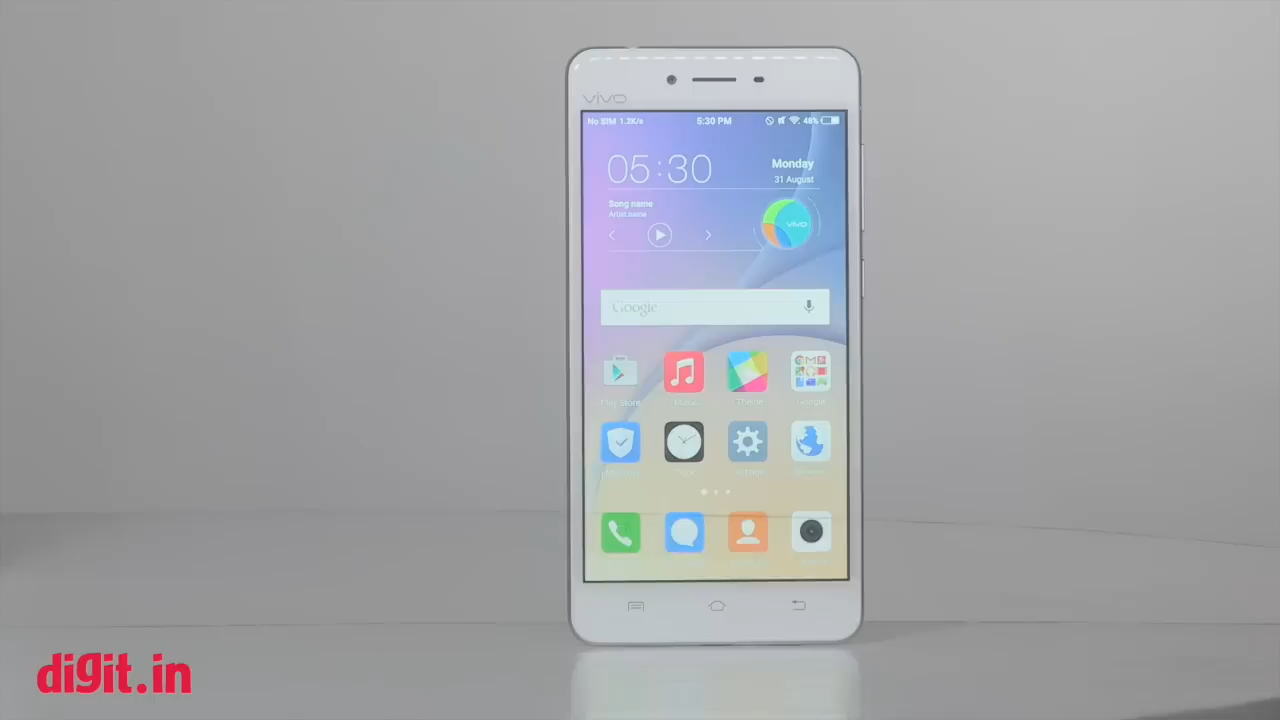 vivo
No SIM 1.2K/s 5:30 PM 48%
05:30
Monday
31 August
Song name
Artist name
vivo
Google
Play Store Music Theme Google
digit.in